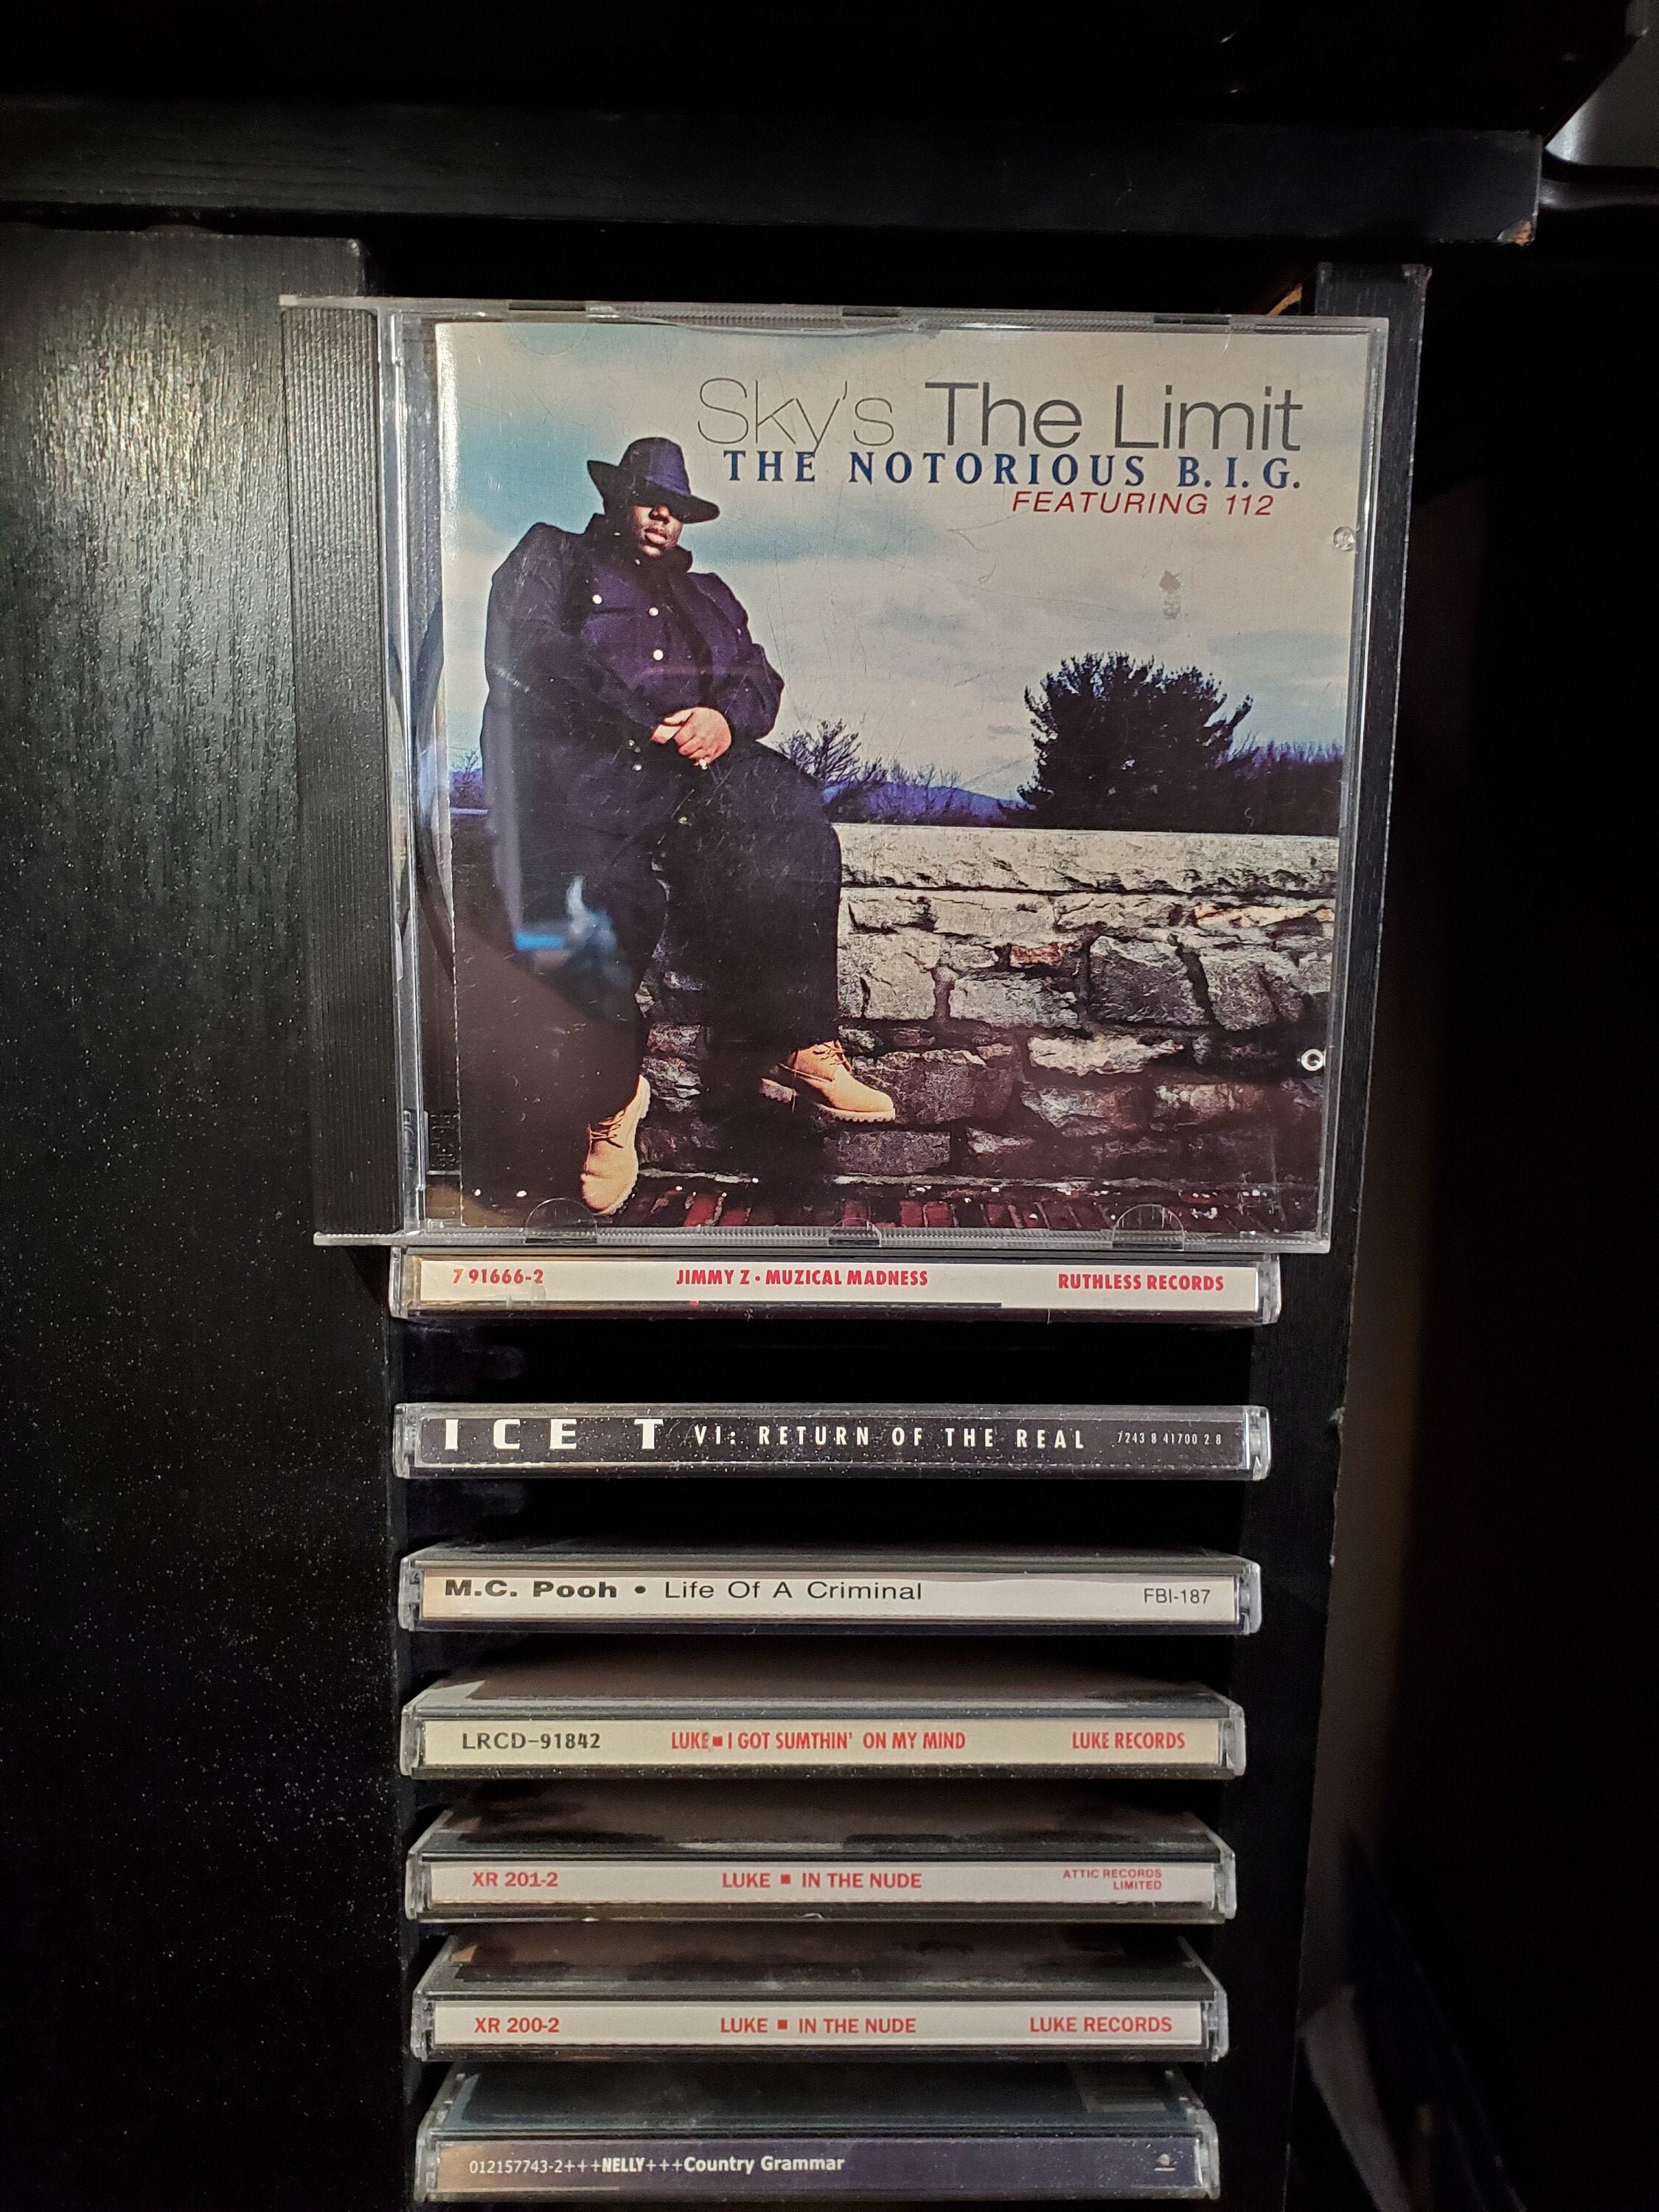 Sky's The Limit
THE NOTORIOUS B.I.G.
FEATURING 112
7 91666-2 JIMMY Z • MUZICAL MADNESS RUTHLESS RECORDS
ICE T VI: RETURN OF THE REAL 7243 8 41700 2 8
M.C. Pooh • Life Of A Criminal FBI-187
LRCD-91842 LUKE ■ I GOT SUMTHIN' ON MY MIND LUKE RECORDS
XR 201-2 LUKE ■ IN THE NUDE ATTIC RECORDS
LIMITED
XR 200-2 LUKE ■ IN THE NUDE LUKE RECORDS
012157743-2+++NELLY+++Country Grammar